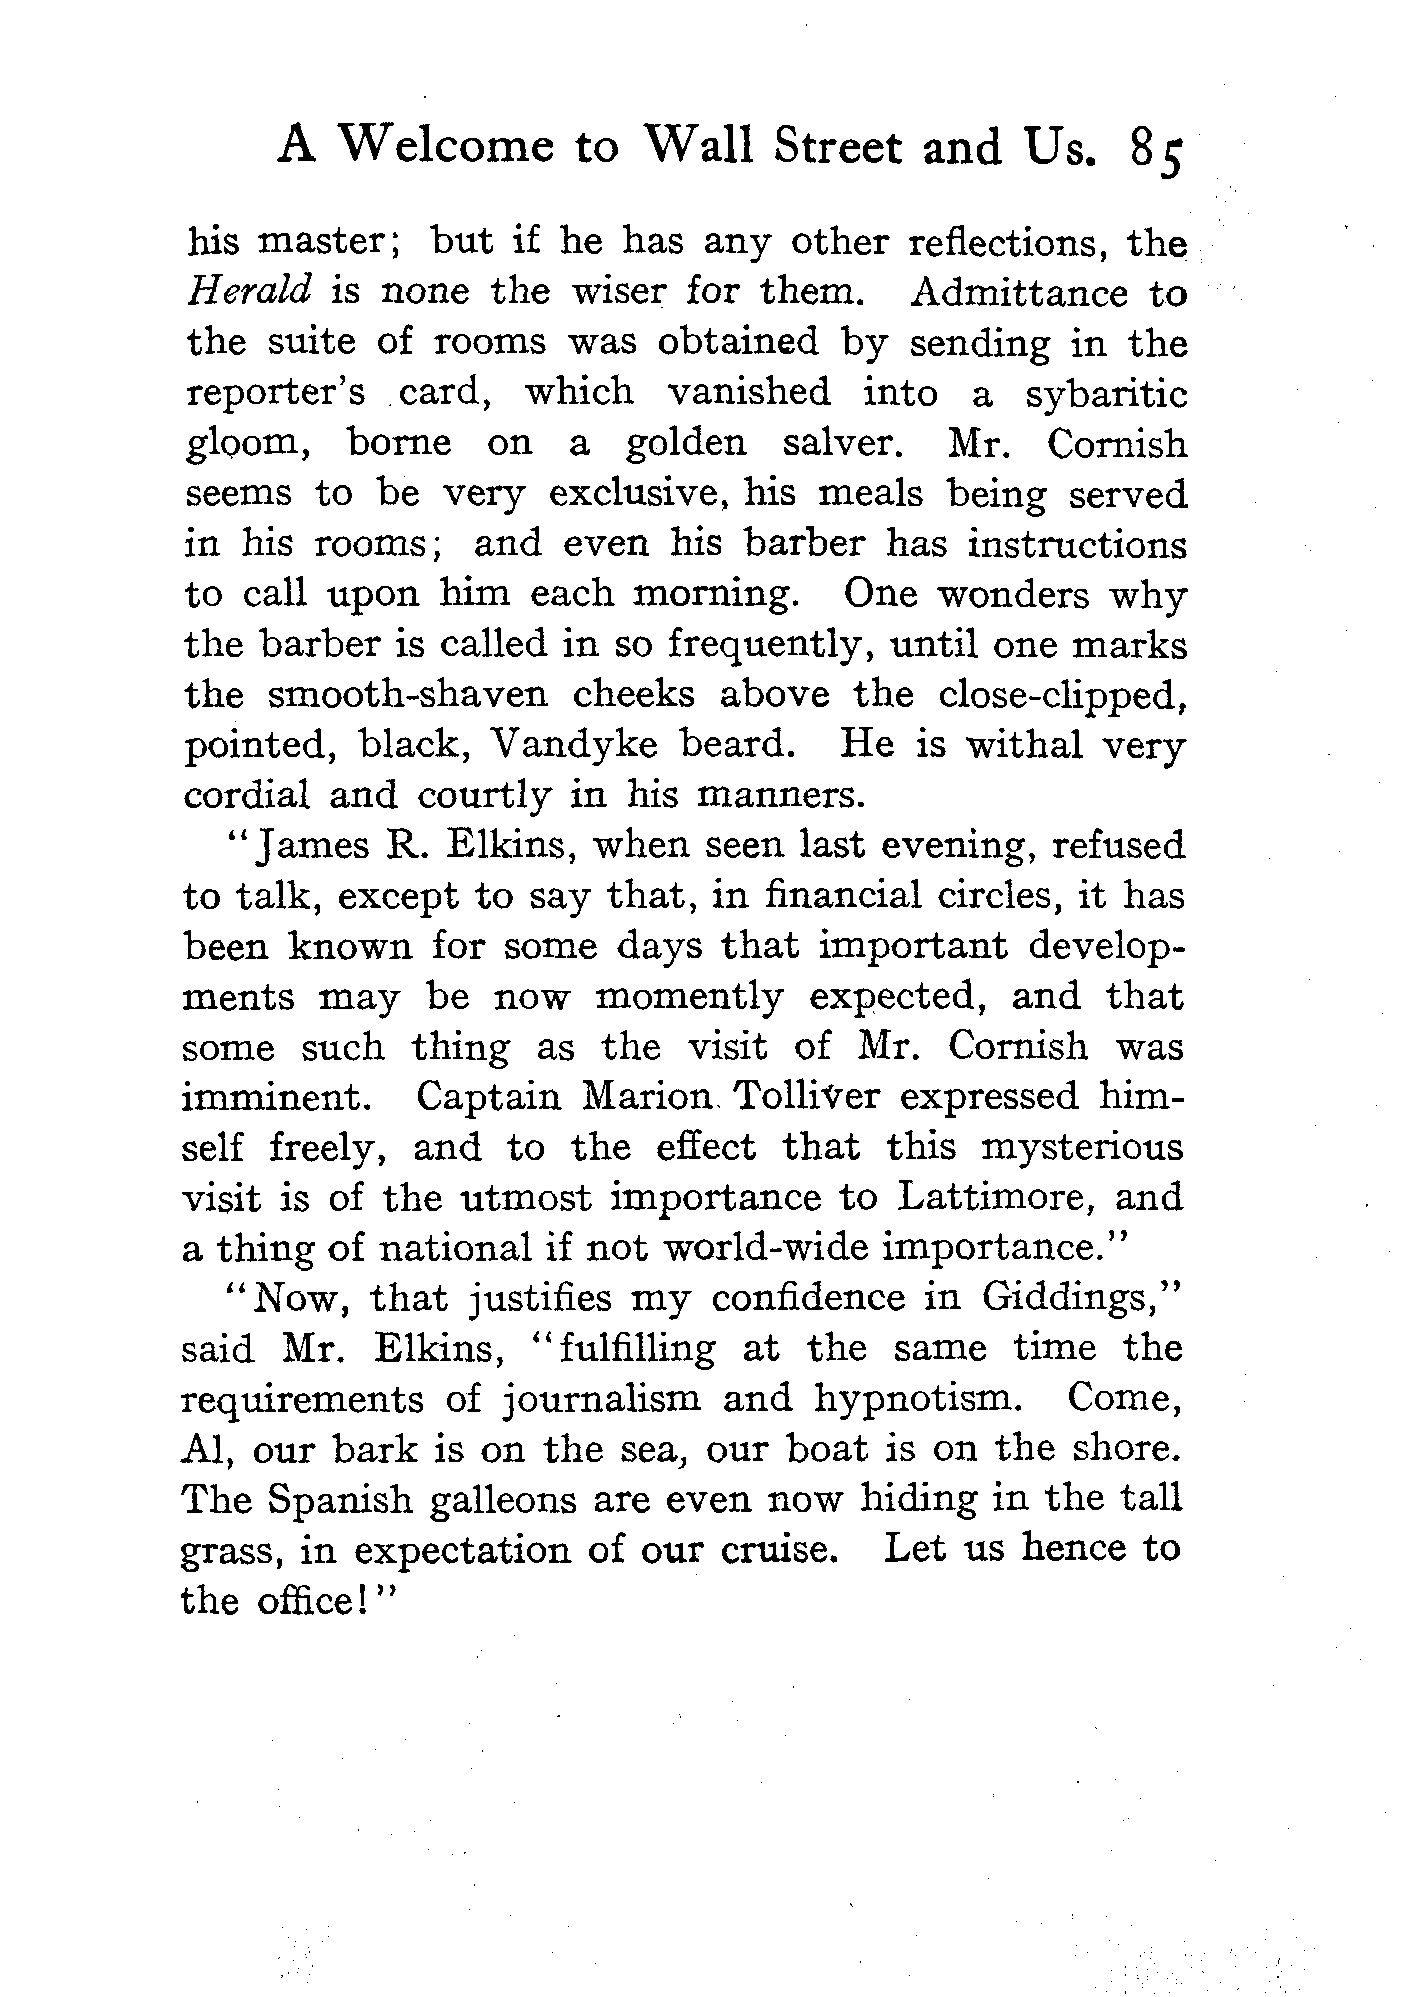 A Welcome to Wall Street and Us. 85
his master; but if he has any other reflections, the
Herald is none the wiser for them. Admittance to
the suite of rooms was obtained by sending in the
reporter's card, which vanished into a sybaritic
gloom, borne on a golden salver. Mr. Cornish
seems to be very exclusive, his meals being served
in his rooms; and even his barber has instructions
to call upon him each morning. One wonders why
the barber is called in so frequently, until one marks
the smooth-shaven cheeks above the close-clipped,
pointed, black, Vandyke beard. He is withal very
cordial and courtly in his manners.
"James R. Elkins, when seen last evening, refused
to talk, except to say that, in financial circles, it has
been known for some days that important develop-
ments may be now momently expected, and that
some such thing as the visit of Mr. Cornish was
imminent. Captain Marion Tolliver expressed him-
self freely, and to the effect that this mysterious
visit is of the utmost importance to Lattimore, and
a thing of national if not world-wide importance."
"Now, that justifies my confidence in Giddings,"
said Mr. Elkins, "fulfilling at the same time the
requirements of journalism and hypnotism. Come,
Al, our bark is on the sea, our boat is on the shore.
The Spanish galleons are even now hiding in the tall
grass, in expectation of our cruise. Let us hence to
the office!"